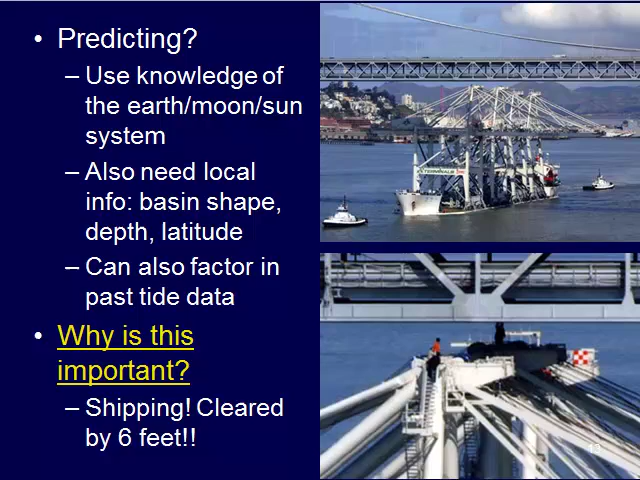 • Predicting?
– Use knowledge of
the earth/moon/sun
system
– Also need local
info: basin shape,
depth, latitude
– Can also factor in
past tide data
• Why is this
important?
– Shipping! Cleared
by 6 feet!!